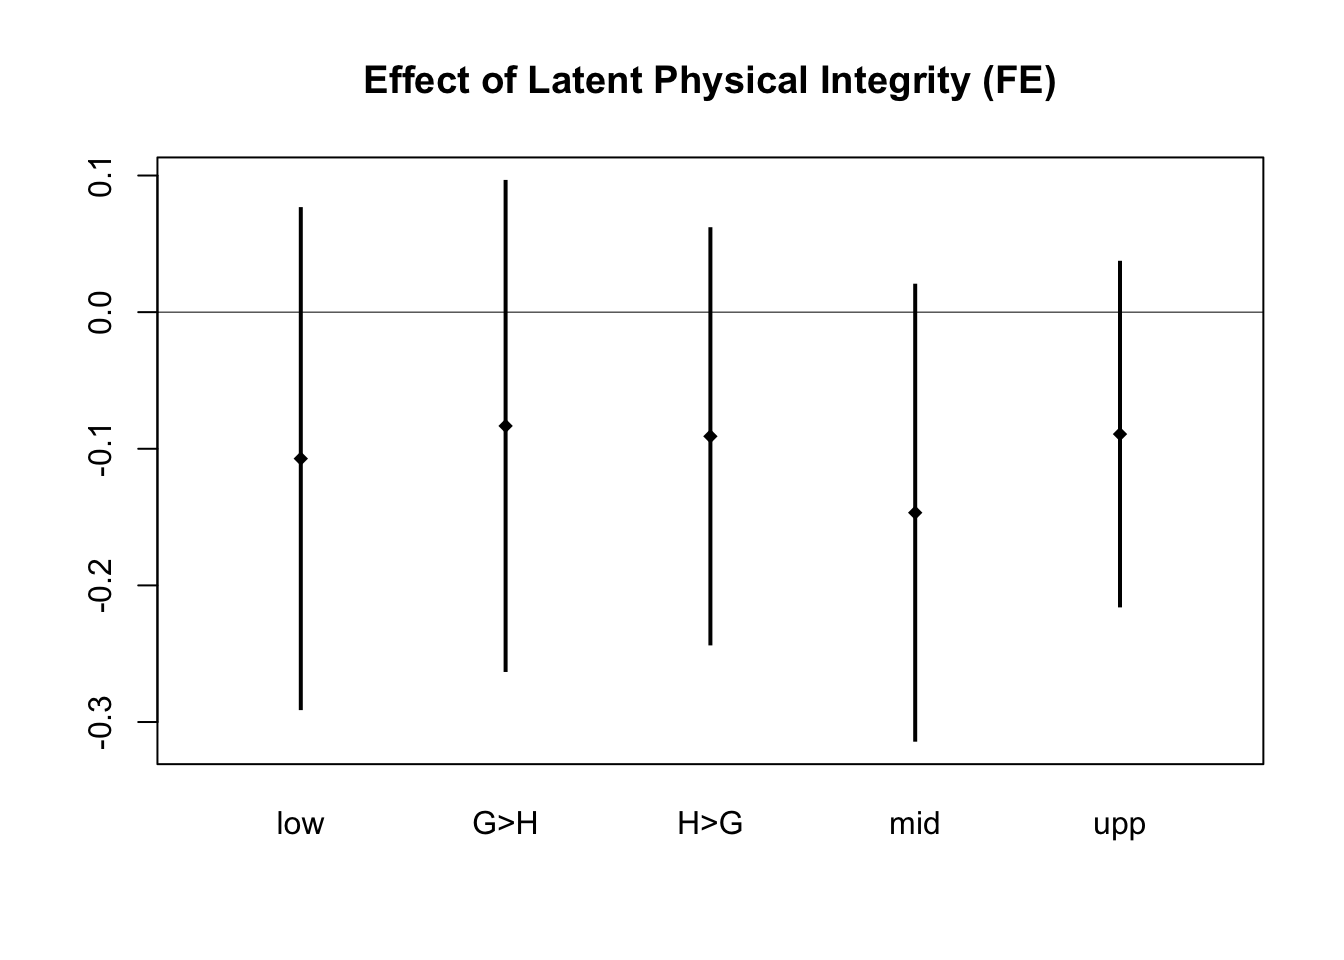 Effect of Latent Physical Integrity (FE)
0.1
0.0
-0.1
-0.2
-0.3
low G>H H>G mid upp